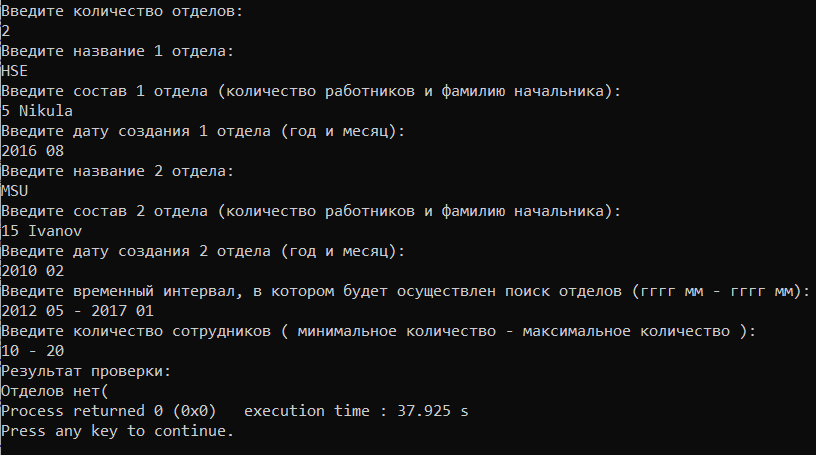 Введите количество отделов:
2
Введите название 1 отдела:
HSE
Введите состав 1 отдела (количество работников и фамилию начальника):
5 Nikula
Введите дату создания 1 отдела (год и месяц):
2016 08
Введите название 2 отдела:
MSU
Введите состав 2 отдела (количество работников и фамилию начальника):
15 Ivanov
Введите дату создания 2 отдела (год и месяц):
2010 02
Введите временный интервал, в котором будет осуществлен поиск отделов (гггг мм - гггг мм):
2012 05 - 2017 01
Введите количество сотрудников ( минимальное количество - максимальное количество ):
10 - 20
Результат проверки:
Отделов нет(
Process returned 0 (0x0)   execution time : 37.925 s
Press any key to continue.